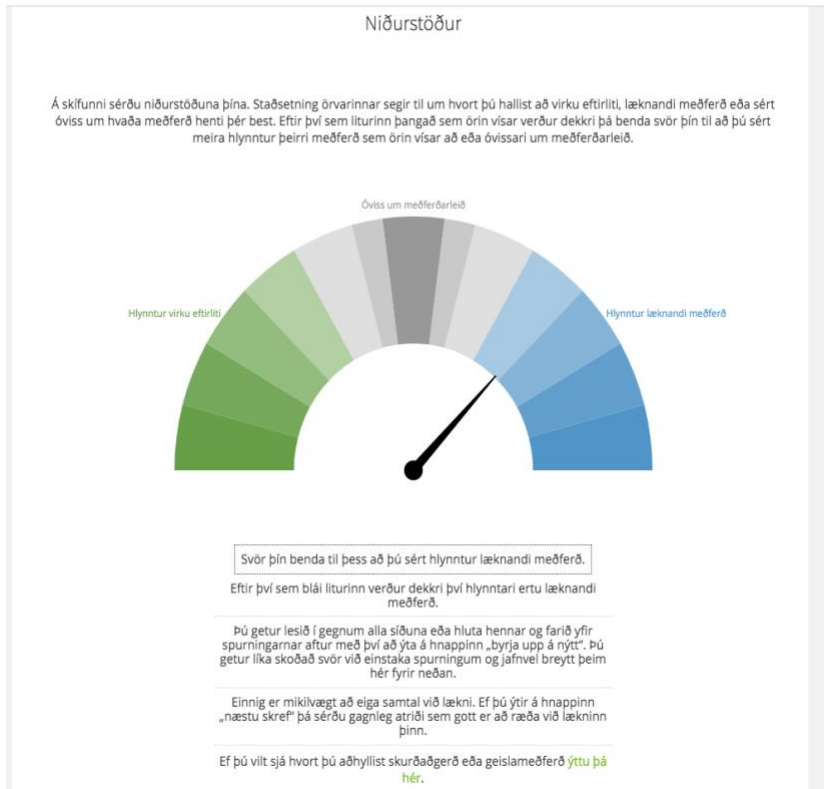 Niðurstöður
Á skífunni sérðu niðurstöðuna þína. Staðsetning örvarinnar segir til um hvort þú hallist að virku eftirliti, læknandi meðferð eða sért
óviss um hvaða meðferð henti þér best. Eftir því sem liturinn þangað sem örin vísar verður dekkri þá benda svör þín til að þú sért
meira hlynntur þeirri meðferð sem örin vísar að eða óvissari um meðferðarleið.
Óviss um meðferðarleið
Hlynntur virku eftirliti
Hlynntur læknandi meðferð
Svör þín benda til þess að þú sért hlynntur læknandi meðferð.
Eftir því sem blái liturinn verður dekkri því hlynntari ertu læknandi
meðferð.
Þú getur lesið í gegnum alla síðuna eða hluta hennar og farið yfir
spurningarnar aftur með því að ýta á hnappinn „byrja upp á nýtt“. Þú
getur líka skoðað svör við einstaka spurningum og jafnvel breytt þeim
hér fyrir neðan.
Einnig er mikilvægt að eiga samtal við lækni. Ef þú ýtir á hnappinn
„næstu skref“ þá sérðu gagnleg atriði sem gott er að ræða við lækninn
þinn.
Ef þú vilt sjá hvort þú aðhyllist skurðaðgerð eða geislameðferð ýttu þá
hér.